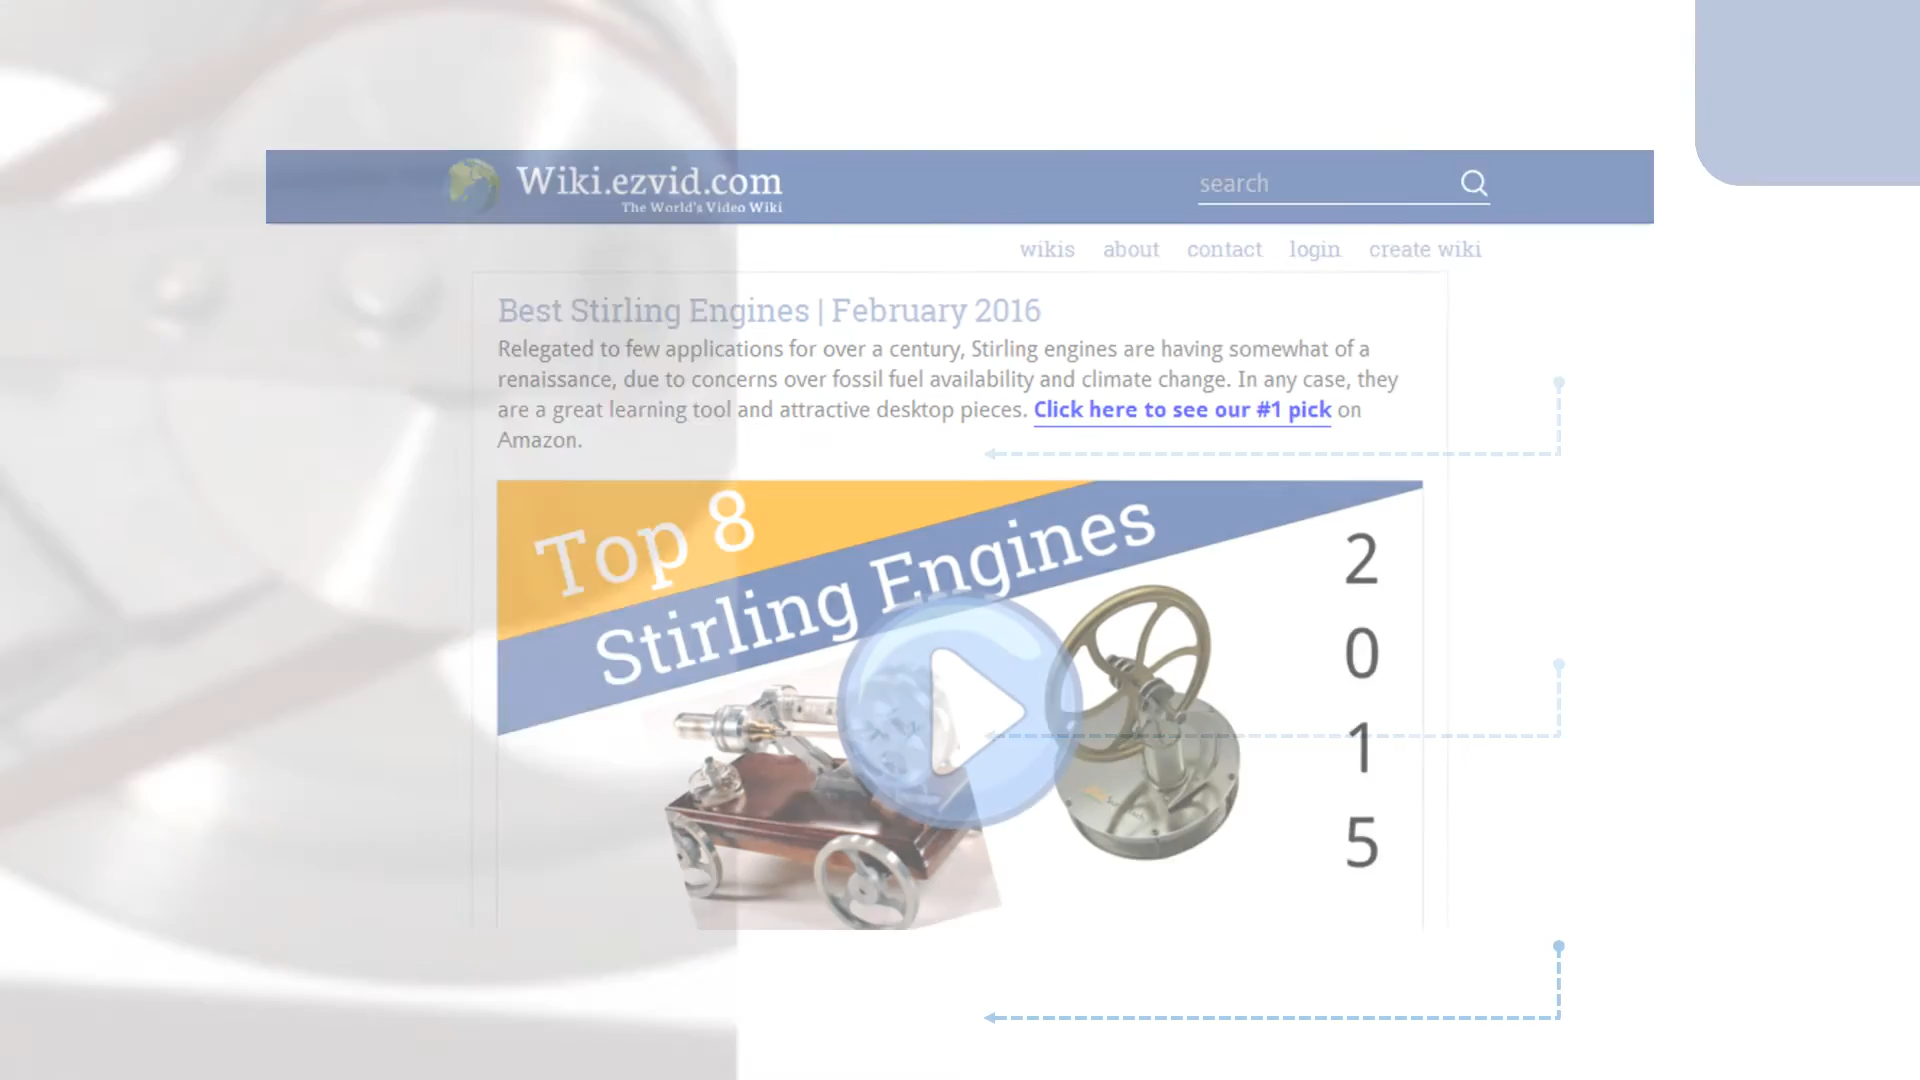 Wiki.ezvid.com
The World's Video Wiki
search
wikis about contact login create wiki
Best Stirling Engines | February 2016
Relegated to few applications for over a century, Stirling engines are having somewhat of a
renaissance, due to concerns over fossil fuel availability and climate change. In any case, they
are a great learning tool and attractive desktop pieces. Click here to see our #1 pick on
Amazon.
Top 8
Stirling Engines
2
0
1
5